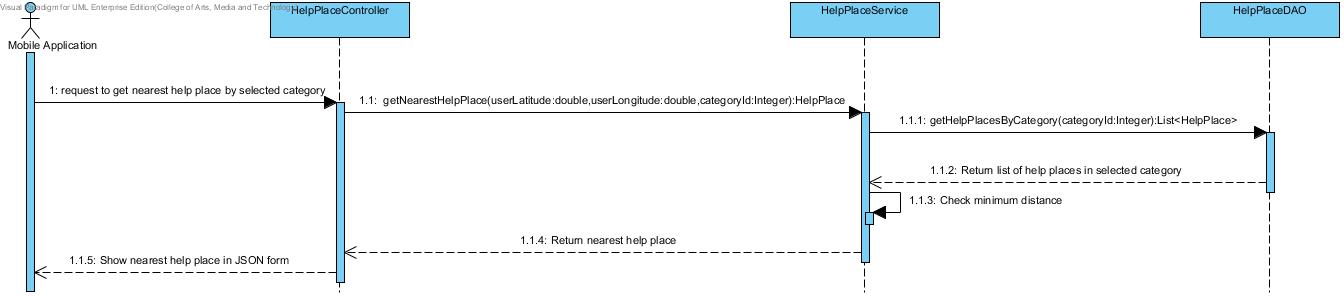 Visual Paradigm for UML Enterprise Edition(College of Arts, Media and Technology
HelpPlaceController
HelpPlaceService
HelpPlaceDAO
Mobile Application
1: request to get nearest help place by selected category
1.1: getNearestHelpPlace(userLatitude:double,userLongitude:double,categoryId:Integer):HelpPlace
1.1.1: getHelpPlacesByCategory(categoryId:Integer):List<HelpPlace>
1.1.2: Return list of help places in selected category
1.1.3: Check minimum distance
1.1.4: Return nearest help place
1.1.5: Show nearest help place in JSON form